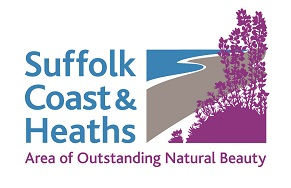 Suffolk
Coast &
Heaths
Area of Outstanding Natural Beauty